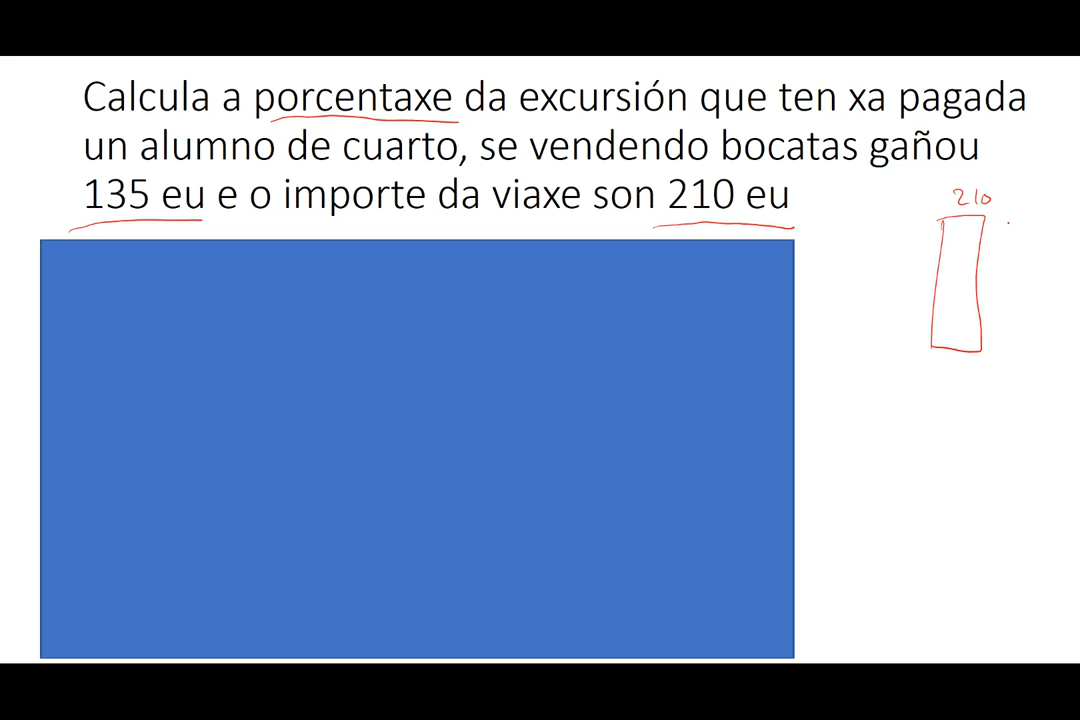 Calcula a porcentaxe da excursión que ten xa pagada
un alumno de cuarto, se vendendo bocatas gañou
135 eu e o importe da viaxe son 210 eu
210